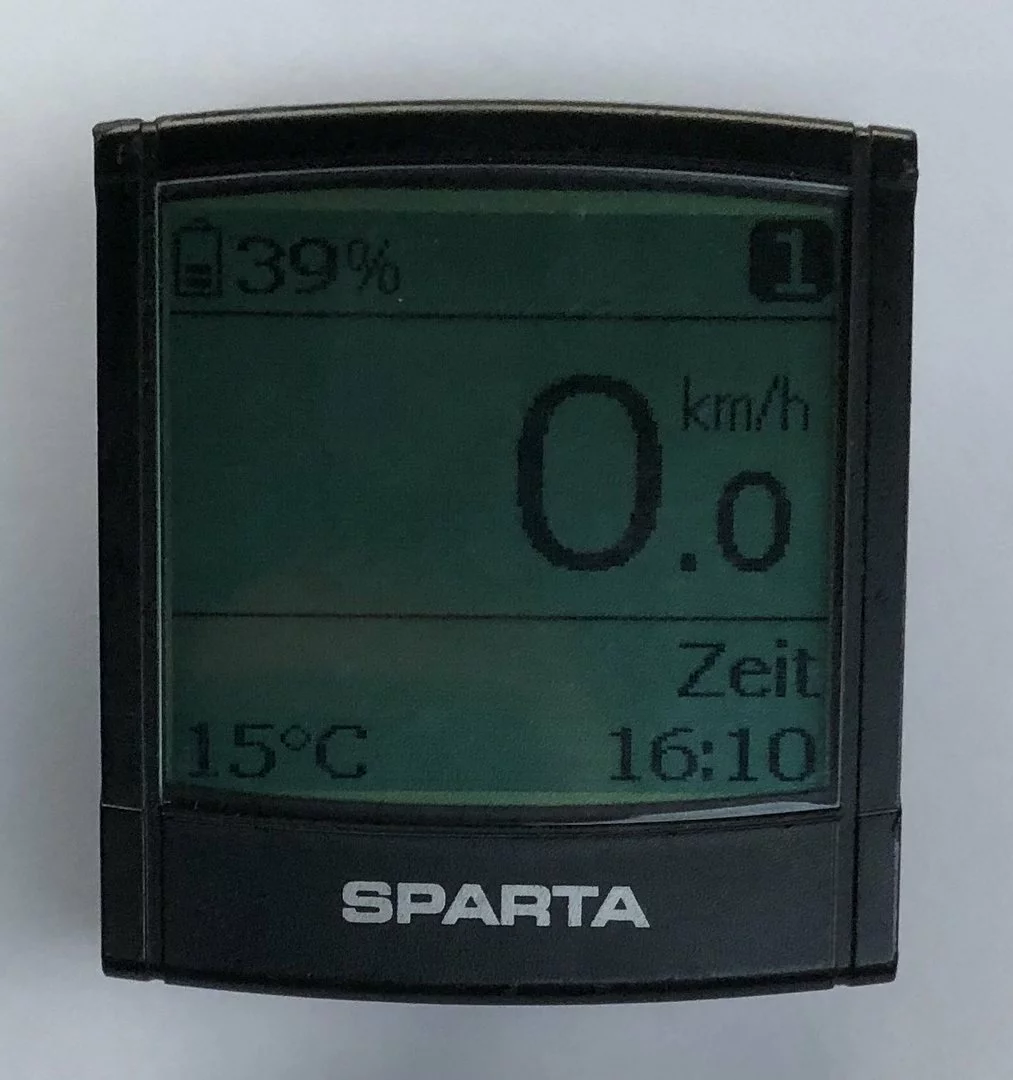 39% 1
km/h
0.0
Zeit
15°C 16:10
SPARTA